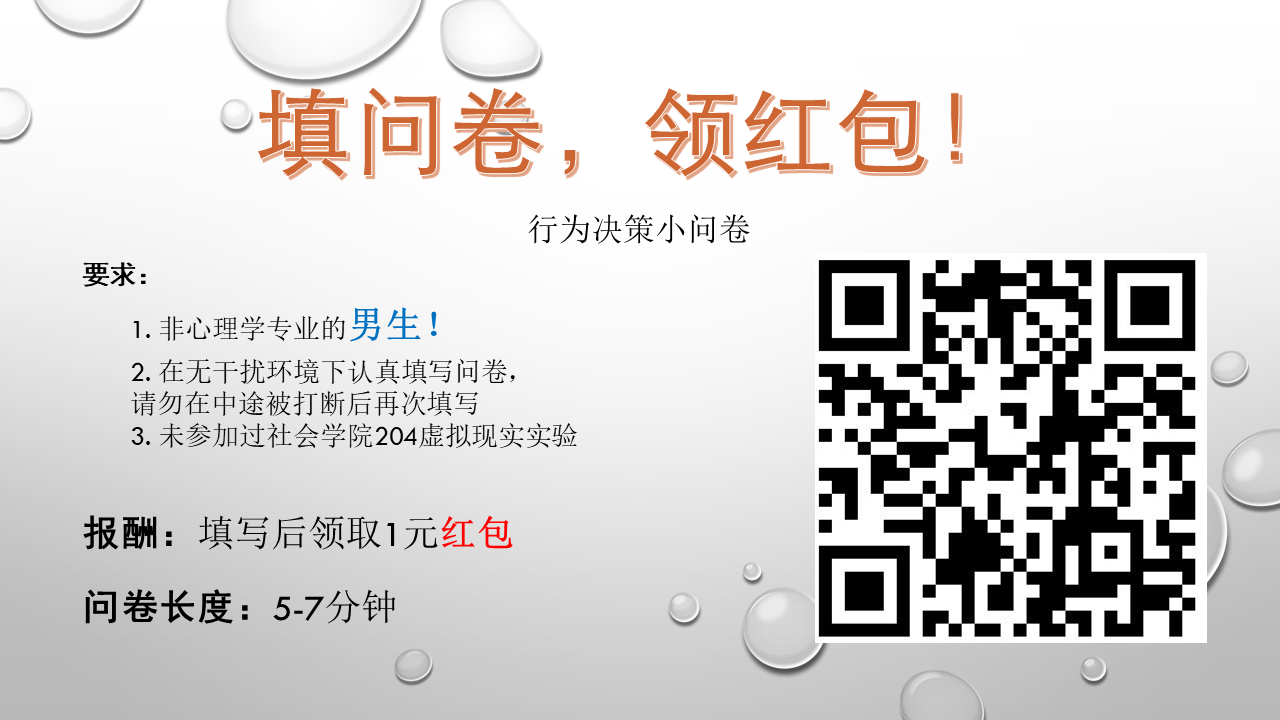 填问卷，领红包！
行为决策小问卷
要求：
1. 非心理学专业的男生！
2. 在无干扰环境下认真填写问卷，
请勿在中途被打断后再次填写
3. 未参加过社会学院204虚拟现实实验
报酬：填写后领取1元红包
问卷长度：5-7分钟